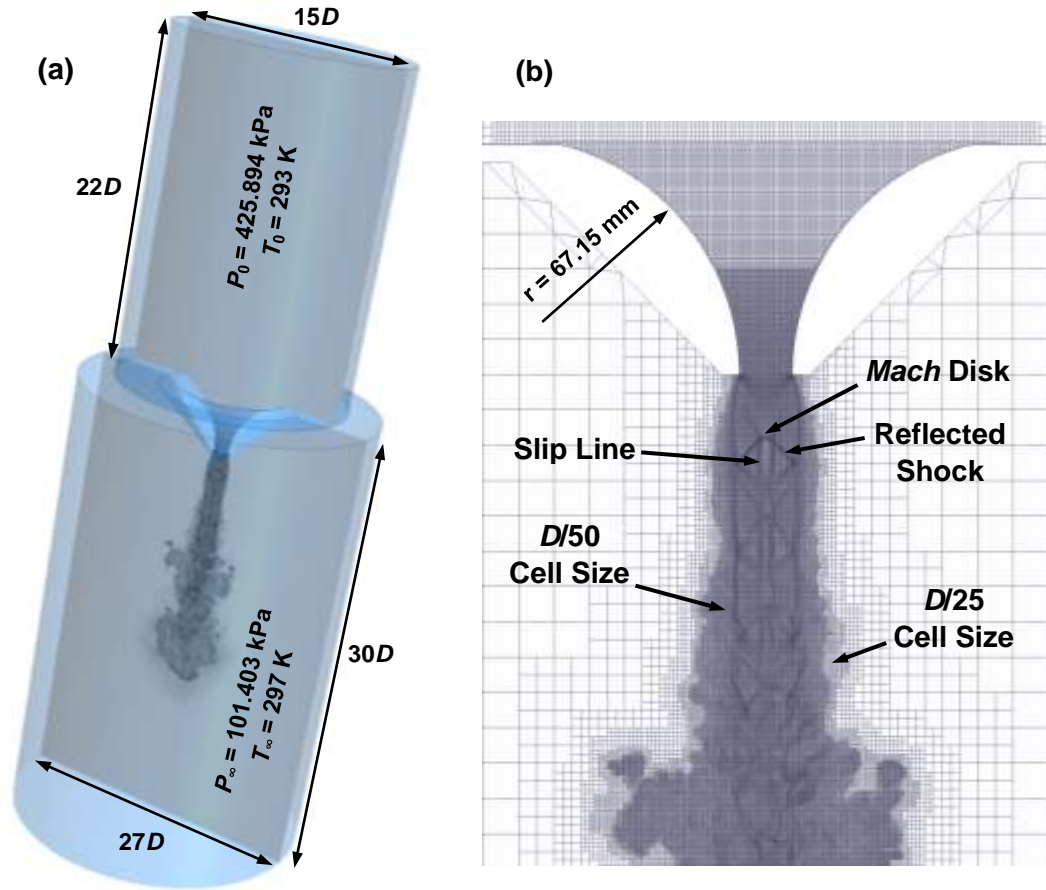 (a)
15D
22D
P₀ = 425.894 kPa
T₀ = 293 K
P∞ = 101.403 kPa
T∞ = 297 K
30D
27D
(b)
r = 67.15 mm
Mach Disk
Slip Line
Reflected
Shock
D/50
Cell Size
D/25
Cell Size